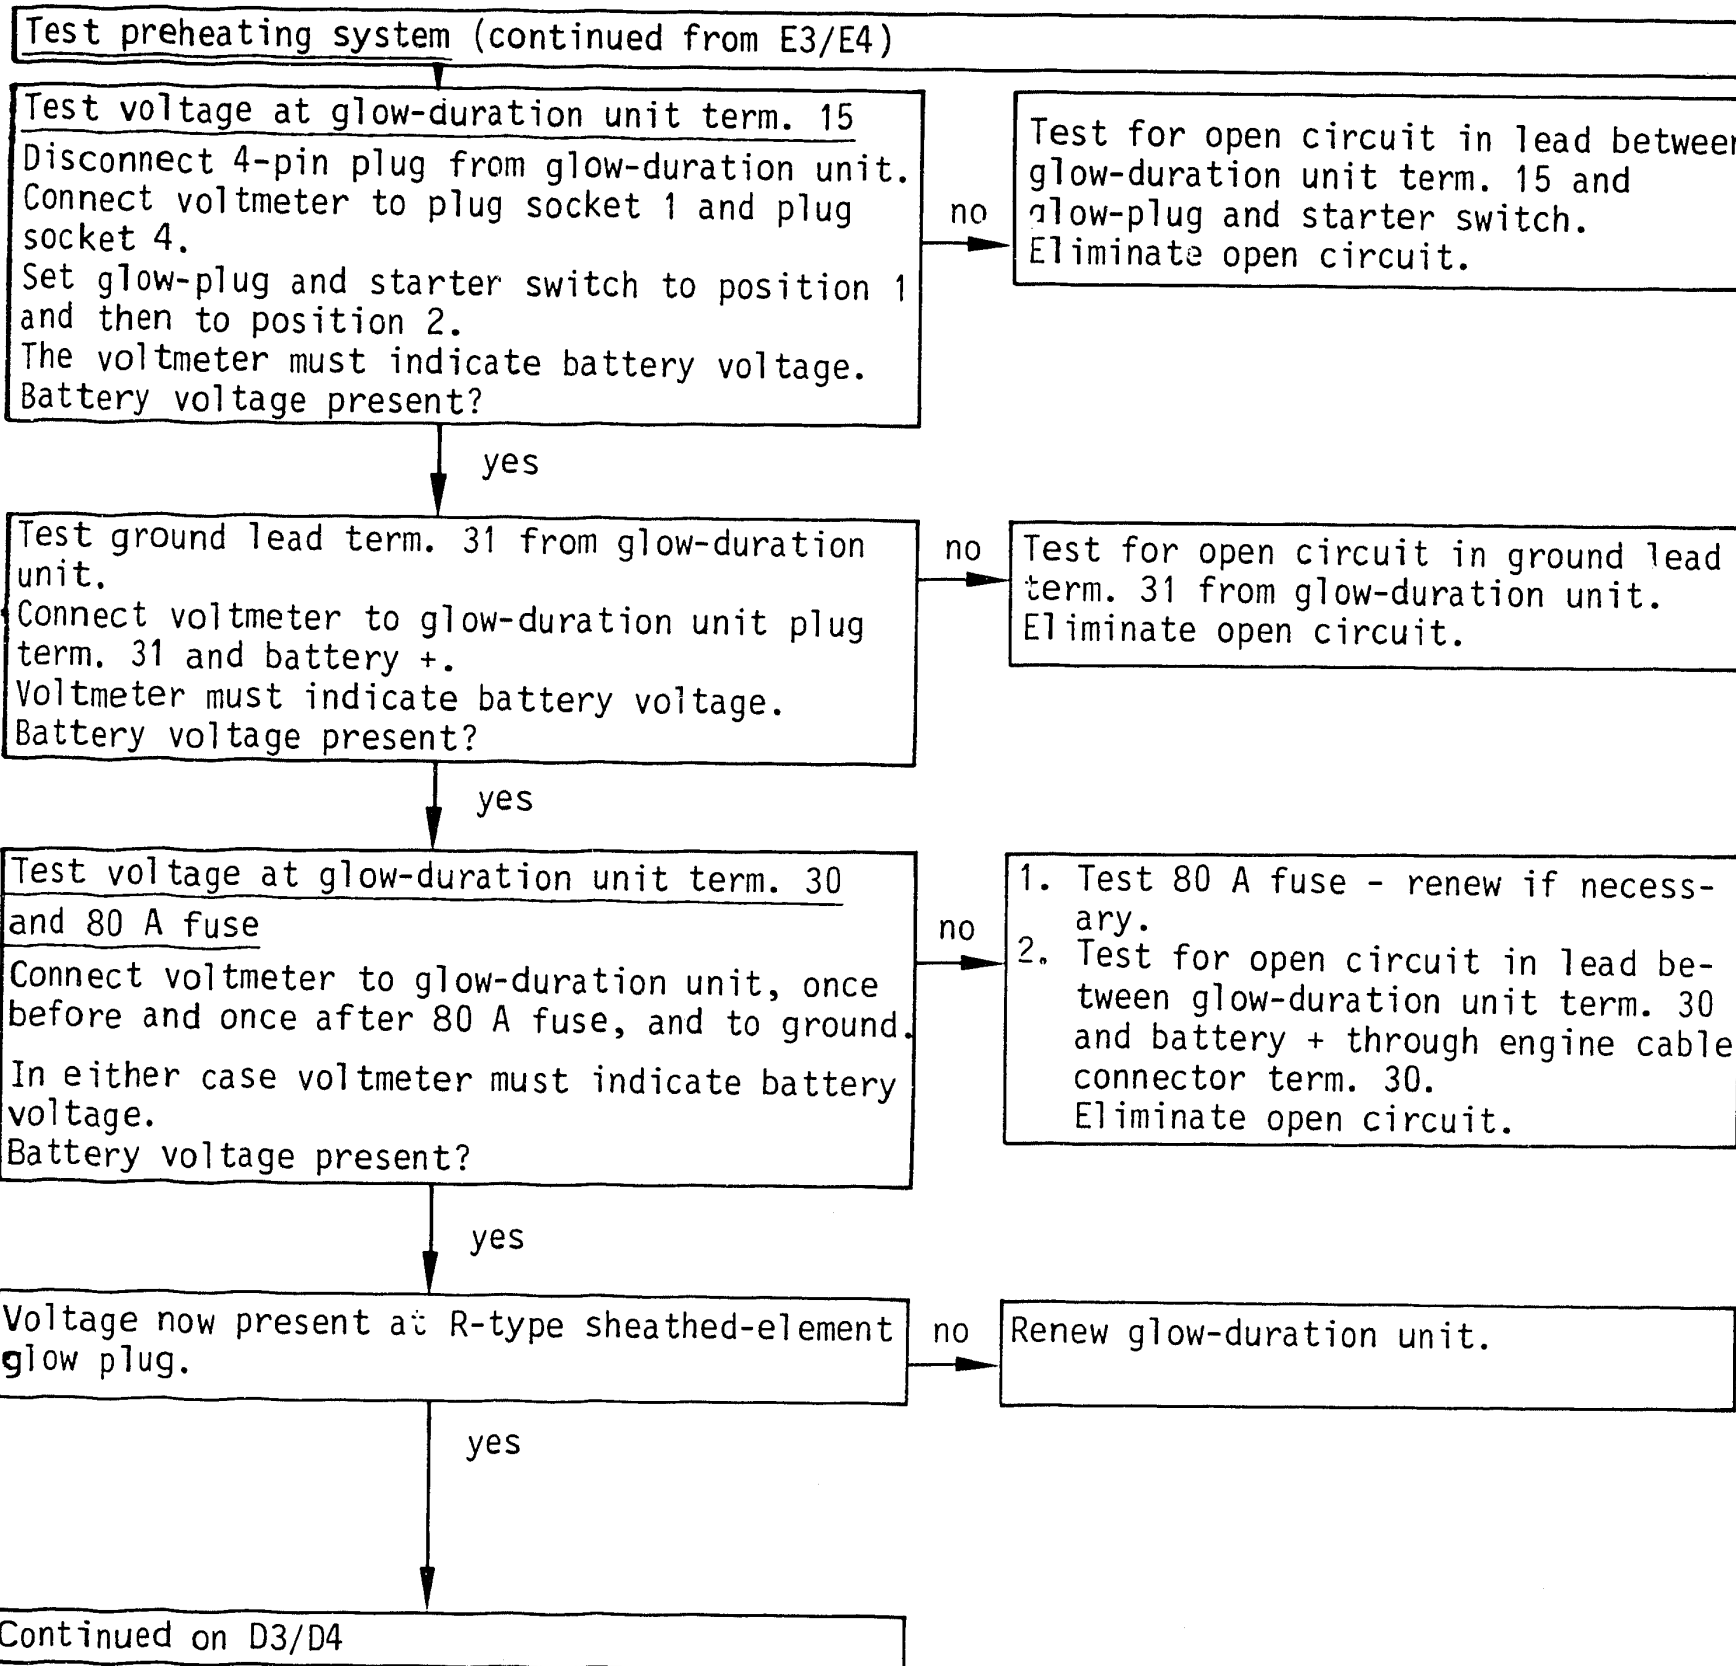 Test preheating system (continued from E3/E4)
Test voltage at glow-duration unit term. 15
Disconnect 4-pin plug from glow-duration unit.
Connect voltmeter to plug socket 1 and plug
socket 4.
Set glow-plug and starter switch to position 1
and then to position 2.
The voltmeter must indicate battery voltage.
Battery voltage present?
no
Test for open circuit in lead between
glow-duration unit term. 15 and
glow-plug and starter switch.
Eliminate open circuit.
yes
Test ground lead term. 31 from glow-duration
unit.
Connect voltmeter to glow-duration unit plug
term. 31 and battery +.
Voltmeter must indicate battery voltage.
Battery voltage present?
no
Test for open circuit in ground lead
term. 31 from glow-duration unit.
Eliminate open circuit.
yes
Test voltage at glow-duration unit term. 30
and 80 A fuse
Connect voltmeter to glow-duration unit, once
before and once after 80 A fuse, and to ground.
In either case voltmeter must indicate battery
voltage.
Battery voltage present?
no
1. Test 80 A fuse - renew if necess-
ary.
2. Test for open circuit in lead be-
tween glow-duration unit term. 30
and battery + through engine cable
connector term. 30.
Eliminate open circuit.
yes
Voltage now present at R-type sheathed-element
glow plug.
no
Renew glow-duration unit.
yes
Continued on D3/D4